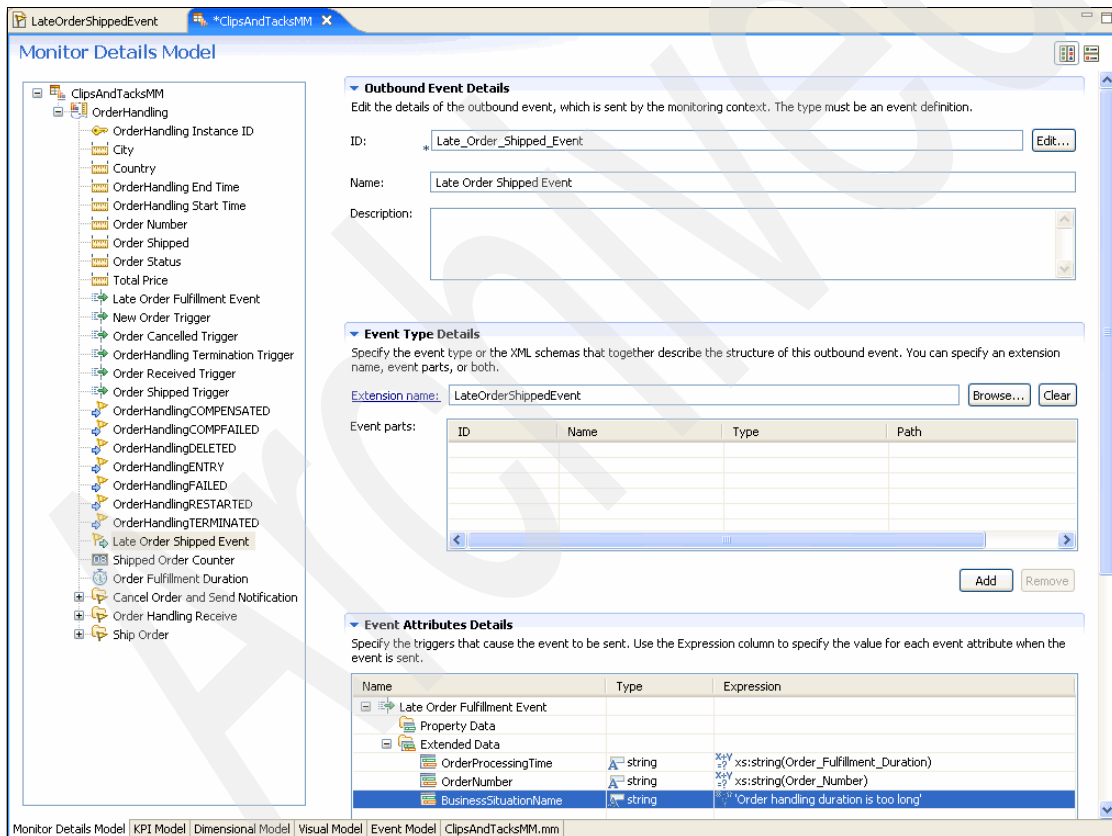 LateOrderShippedEvent
*ClipsAndTacksMM
Monitor Details Model
ClipsAndTacksMM
OrderHandling
OrderHandling Instance ID
City
Country
OrderHandling End Time
OrderHandling Start Time
Order Number
Order Shipped
Order Status
Total Price
Late Order Fulfillment Event
New Order Trigger
Order Cancelled Trigger
OrderHandling Termination Trigger
Order Received Trigger
Order Shipped Trigger
OrderHandlingCOMPENSATED
OrderHandlingCOMPFAILED
OrderHandlingDELETED
OrderHandlingENTRY
OrderHandlingFAILED
OrderHandlingRESTARTED
OrderHandlingTERMINATED
Late Order Shipped Event
Shipped Order Counter
Order Fulfillment Duration
Cancel Order and Send Notification
Order Handling Receive
Ship Order
Outbound Event Details
Edit the details of the outbound event, which is sent by the monitoring context. The type must be an event definition.
ID: * Late_Order_Shipped_Event Edit...
Name: Late Order Shipped Event
Description:
Event Type Details
Specify the event type or the XML schemas that together describe the structure of this outbound event. You can specify an extension
name, event parts, or both.
Extension name: LateOrderShippedEvent Browse... Clear
Event parts: ID Name Type Path
Add Remove
Event Attributes Details
Specify the triggers that cause the event to be sent. Use the Expression column to specify the value for each event attribute when the
event is sent.
Name Type Expression
Late Order Fulfillment Event
Property Data
Extended Data
OrderProcessingTime string xs:string(Order_Fulfillment_Duration)
OrderNumber string xs:string(Order_Number)
BusinessSituationName string 'Order handling duration is too long'
Monitor Details Model KPI Model Dimensional Model Visual Model Event Model ClipsAndTacksMM.mm
Archived